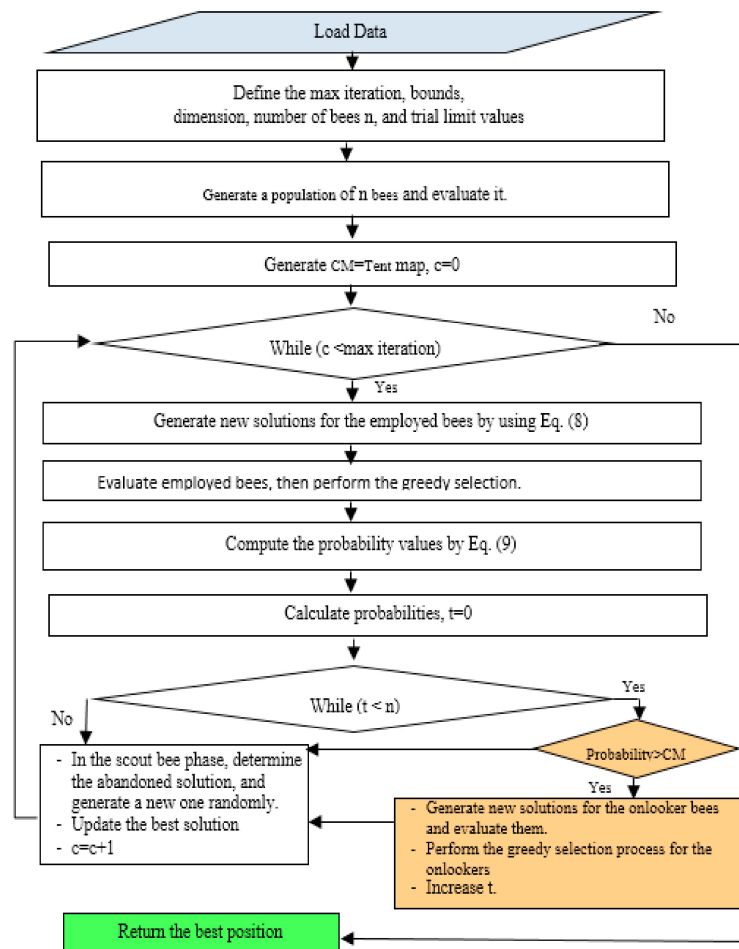 Load Data
Define the max iteration, bounds,
dimension, number of bees n, and trial limit values
Generate a population of n bees and evaluate it.
Generate CM=Tent map, c=0
No
While (c <max iteration)
Yes
Generate new solutions for the employed bees by using Eq. (8)
Evaluate employed bees, then perform the greedy selection.
Compute the probability values by Eq. (9)
Calculate probabilities, t=0
While (t < n)
Yes
No
Probability>CM
Yes
- In the scout bee phase, determine
the abandoned solution, and
generate a new one randomly.
- Update the best solution
- c=c+1
- Generate new solutions for the onlooker bees
and evaluate them.
- Perform the greedy selection process for the
onlookers
- Increase t.
Return the best position